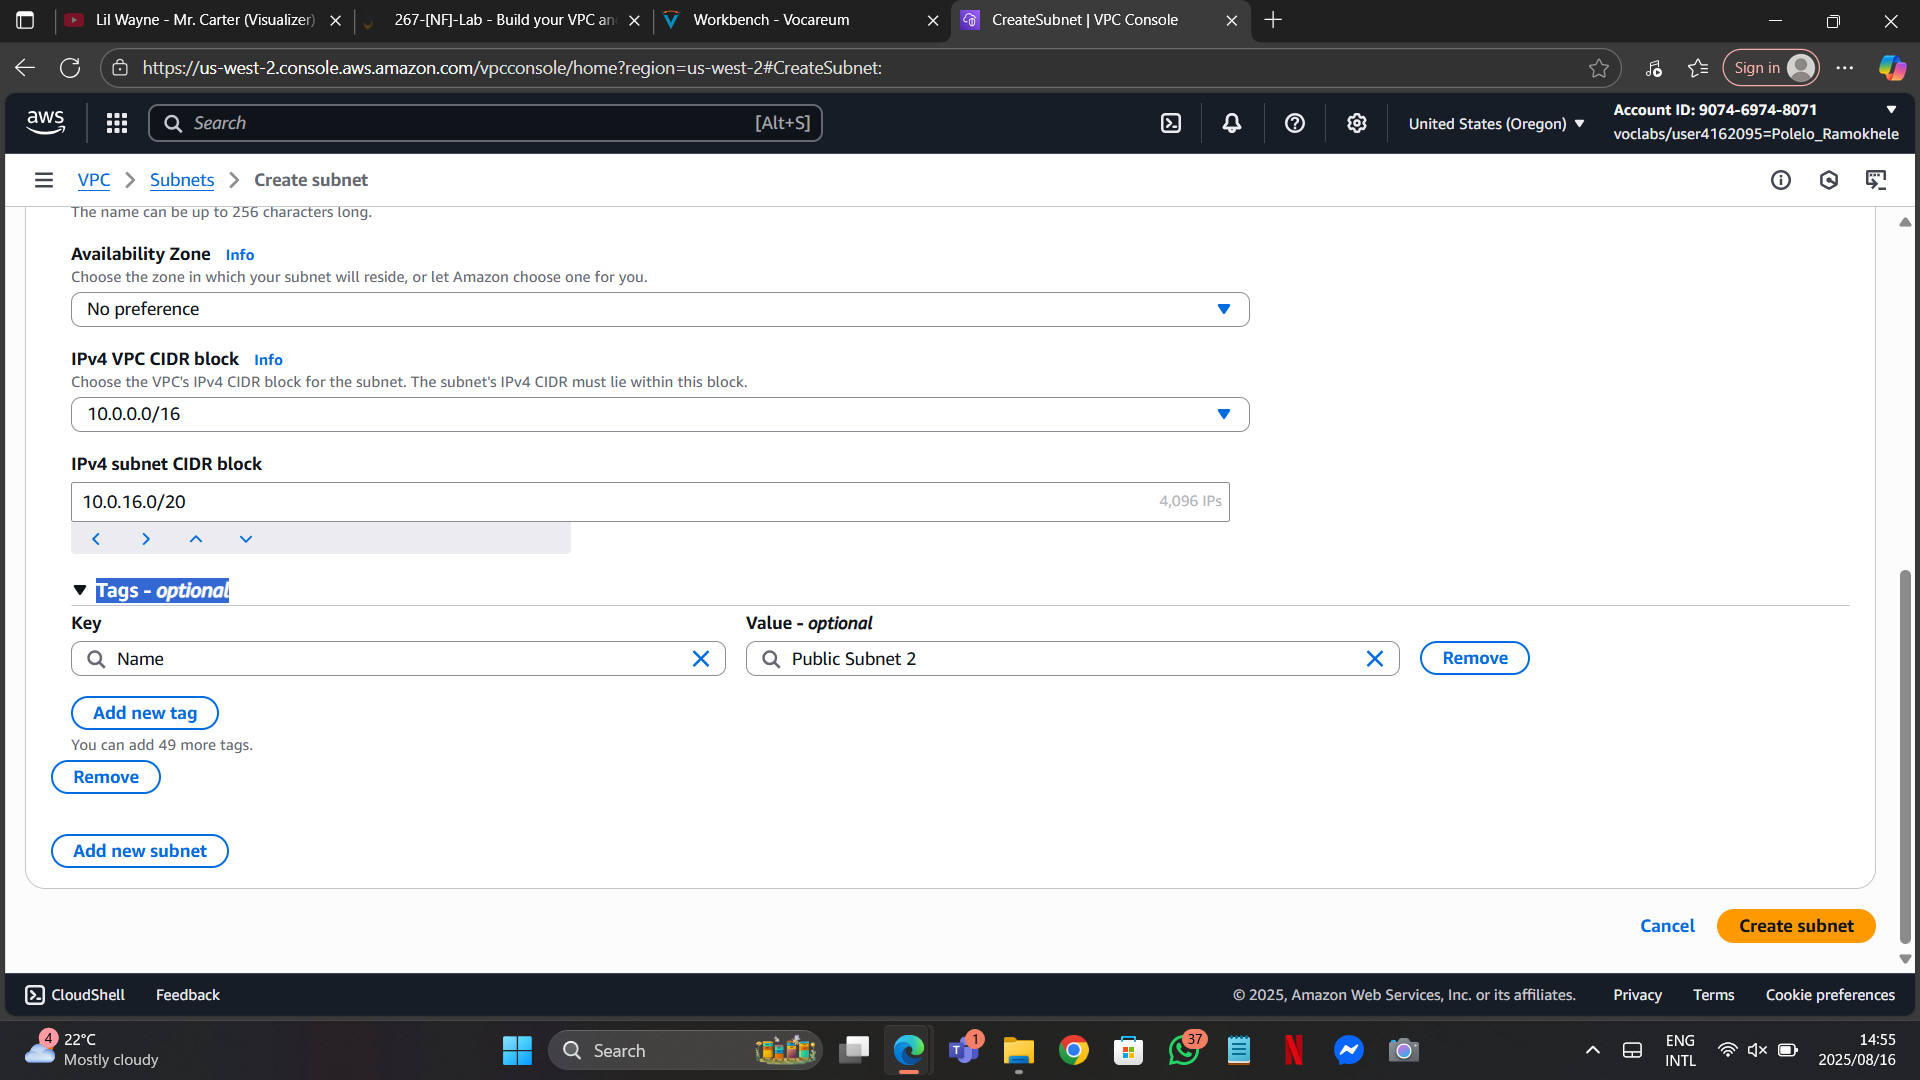 Lil Wayne - Mr. Carter (Visualizer)
267-[NF]-Lab - Build your VPC an
Workbench - Vocareum
CreateSubnet | VPC Console
https://us-west-2.console.aws.amazon.com/vpcconsole/home?region=us-west-2#CreateSubnet:
Sign in
aws
Search
[Alt+S]
United States (Oregon)
Account ID: 9074-6974-8071
voclabs/user4162095=Polelo_Ramokhele
VPC
Subnets
Create subnet
The name can be up to 256 characters long.
Availability Zone Info
Choose the zone in which your subnet will reside, or let Amazon choose one for you.
No preference
IPv4 VPC CIDR block Info
Choose the VPC's IPv4 CIDR block for the subnet. The subnet's IPv4 CIDR must lie within this block.
10.0.0.0/16
IPv4 subnet CIDR block
10.0.16.0/20
4,096 IPs
Tags - optional
Key
Value - optional
Name
Public Subnet 2
Remove
Add new tag
You can add 49 more tags.
Remove
Add new subnet
Cancel
Create subnet
CloudShell
Feedback
© 2025, Amazon Web Services, Inc. or its affiliates.
Privacy
Terms
Cookie preferences
4
22°C
Mostly cloudy
Search
1
37
ENG
INTL
14:55
2025/08/16